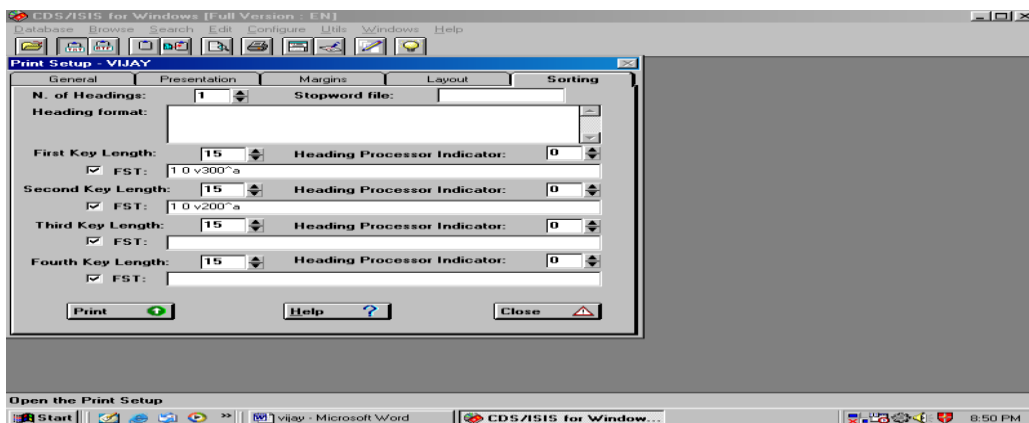 CDS/ISIS for Windows [Full Version : EN]
Database Browse Search Edit Configure Utils Windows Help
Print Setup - VIJAY
General Presentation Margins Layout Sorting
N. of Headings: 1 Stopword file:
Heading format:
First Key Length: 15 Heading Processor Indicator: 0
FST: 1 0 v300^a
Second Key Length: 15 Heading Processor Indicator: 0
FST: 1 0 v200^a
Third Key Length: 15 Heading Processor Indicator: 0
FST:
Fourth Key Length: 15 Heading Processor Indicator: 0
FST:
Print Help ? Close
Open the Print Setup
Start » vijay - Microsoft Word CDS/ISIS for Window... 8:50 PM